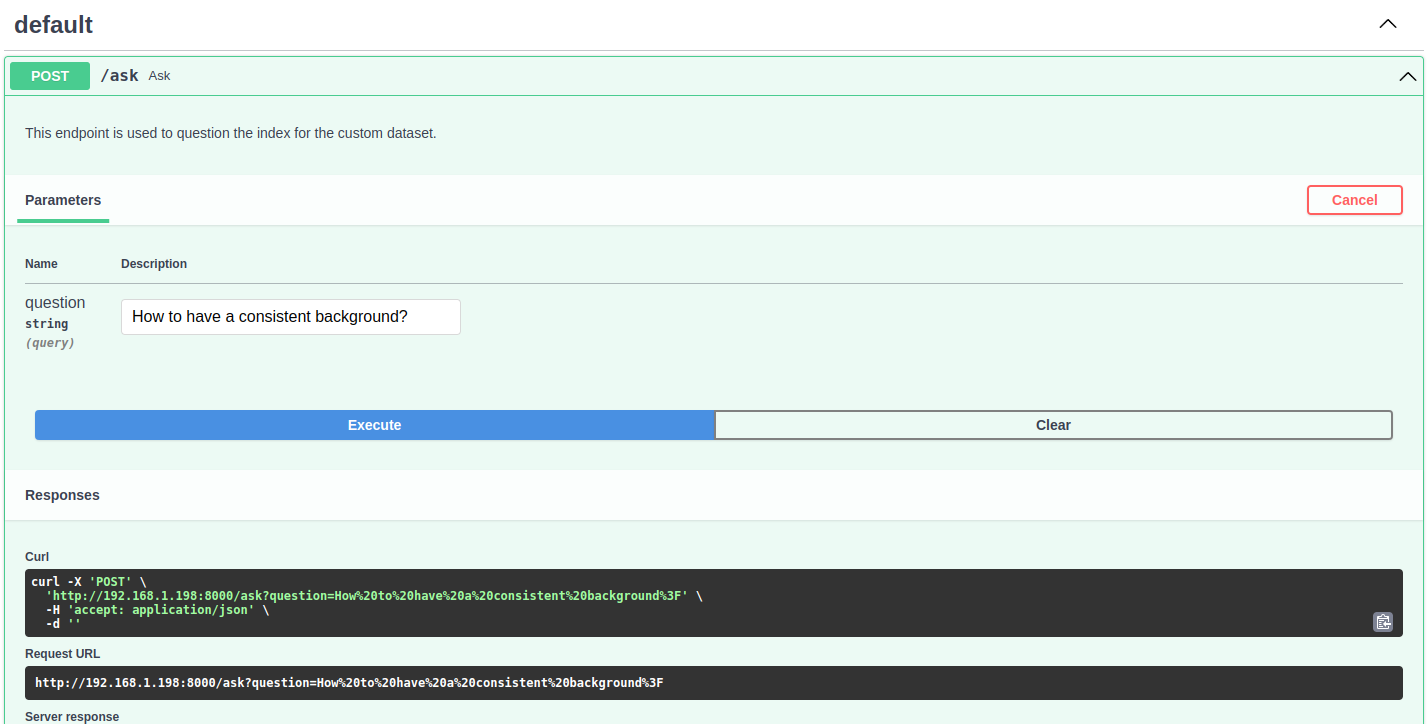 default
POST /ask Ask
This endpoint is used to question the index for the custom dataset.
Parameters
Cancel
Name Description
question
string
(query)
How to have a consistent background?
Execute
Clear
Responses
Curl
curl -X 'POST' \
'http://192.168.1.198:8000/ask?question=How%20to%20have%20a%20consistent%20background%3F' \
-H 'accept: application/json' \
-d ''
Request URL
http://192.168.1.198:8000/ask?question=How%20to%20have%20a%20consistent%20background%3F
Server response